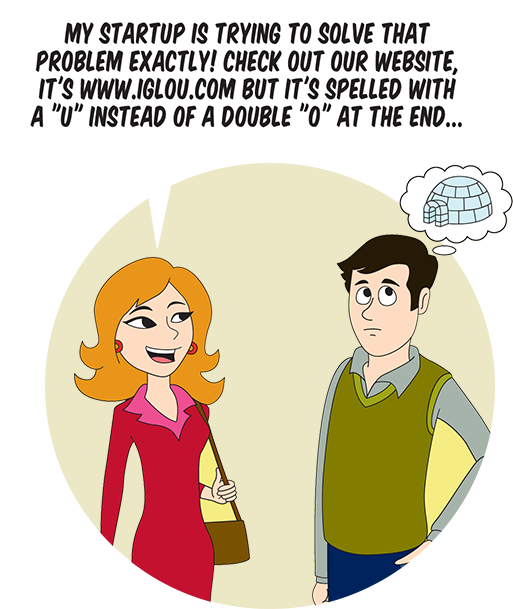 MY STARTUP IS TRYING TO SOLVE THAT
PROBLEM EXACTLY! CHECK OUT OUR WEBSITE,
IT'S WWW.IGLOU.COM BUT IT'S SPELLED WITH
A "U" INSTEAD OF A DOUBLE "O" AT THE END...